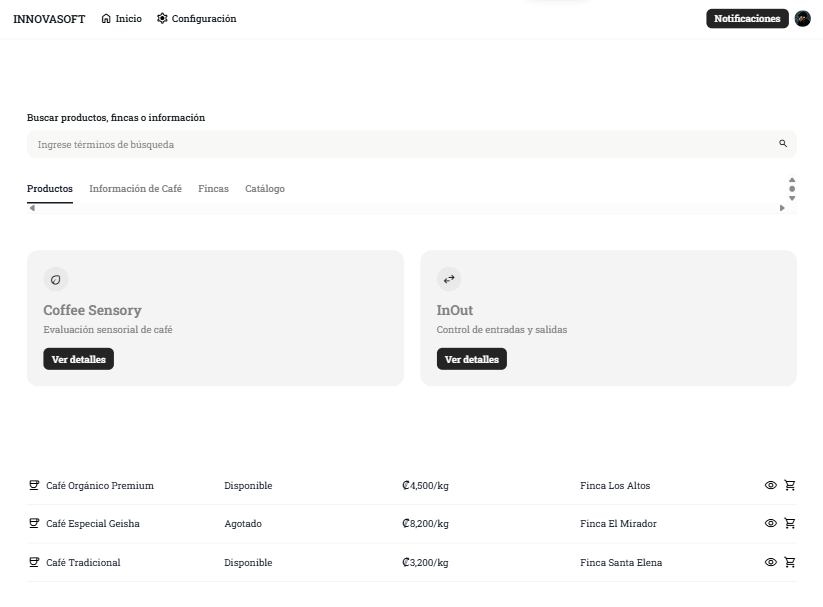 INNOVASOFT Inicio Configuración Notificaciones
Buscar productos, fincas o información
Ingrese términos de búsqueda
Productos Información de Café Fincas Catálogo
Coffee Sensory
Evaluación sensorial de café
Ver detalles
InOut
Control de entradas y salidas
Ver detalles
Café Orgánico Premium Disponible ₡4,500/kg Finca Los Altos
Café Especial Geisha Agotado ₡8,200/kg Finca El Mirador
Café Tradicional Disponible ₡3,200/kg Finca Santa Elena